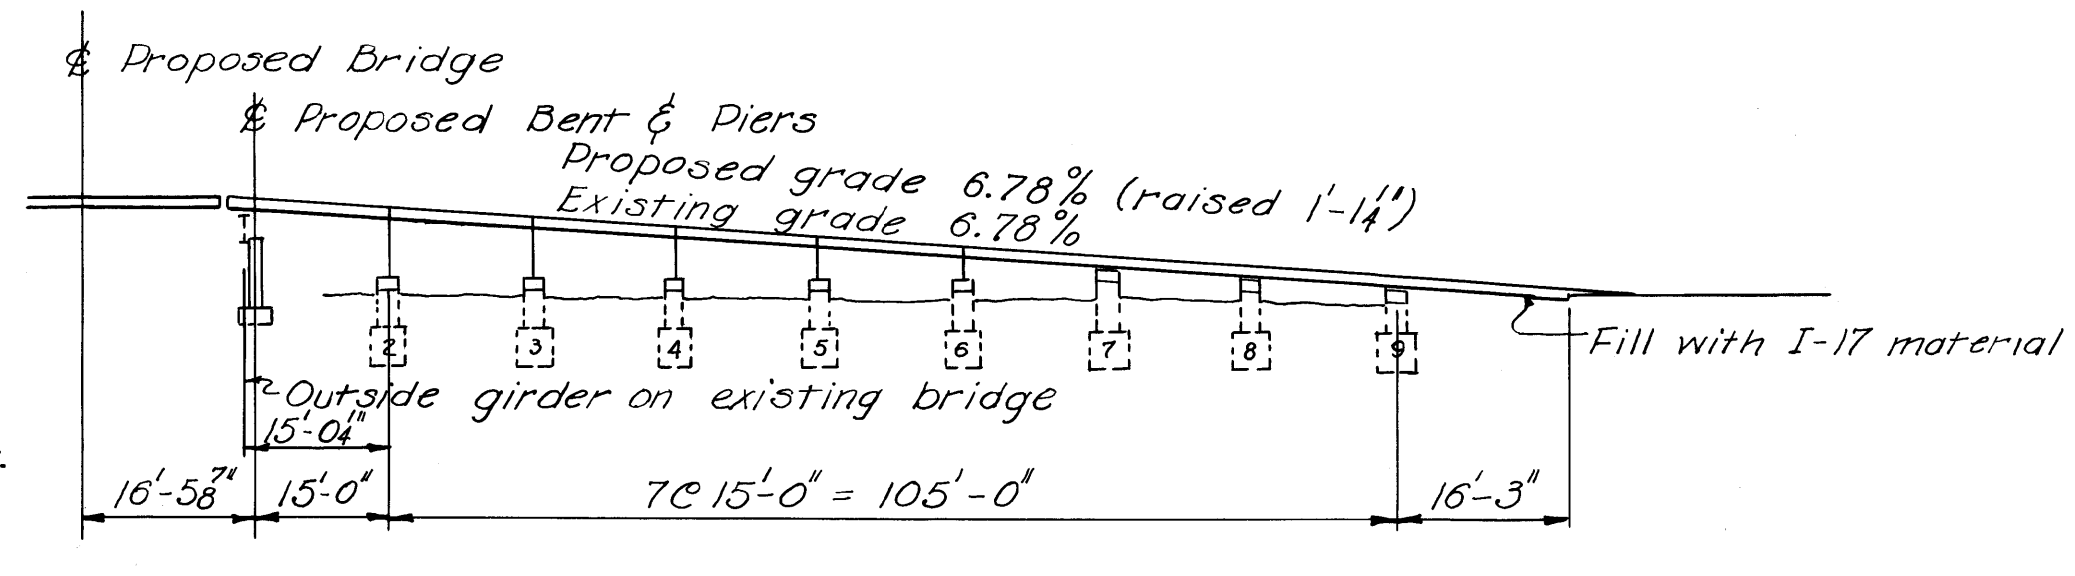 ℄ Proposed Bridge
℄ Proposed Bent & Piers
Proposed grade 6.78% (raised 1'-1¼")
Existing grade 6.78%
2 3 4 5 6 7 8 9
Fill with I-17 material
Outside girder on existing bridge
15'-0¼"
16'-5⅞" 15'-0" 7@15'-0" = 105'-0" 16'-3"